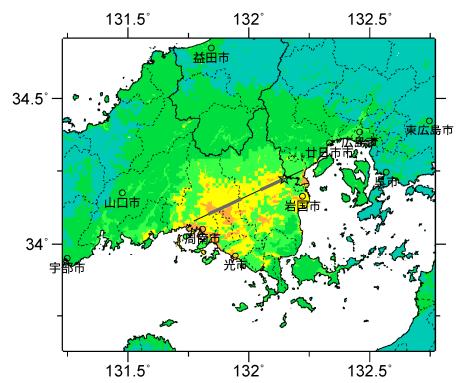 131.5° 132° 132.5°
益田市
34.5°
東広島市
広島市
廿日市市
呉市
山口市
岩国市
34°
周南市
光市
宇部市
131.5° 132° 132.5°